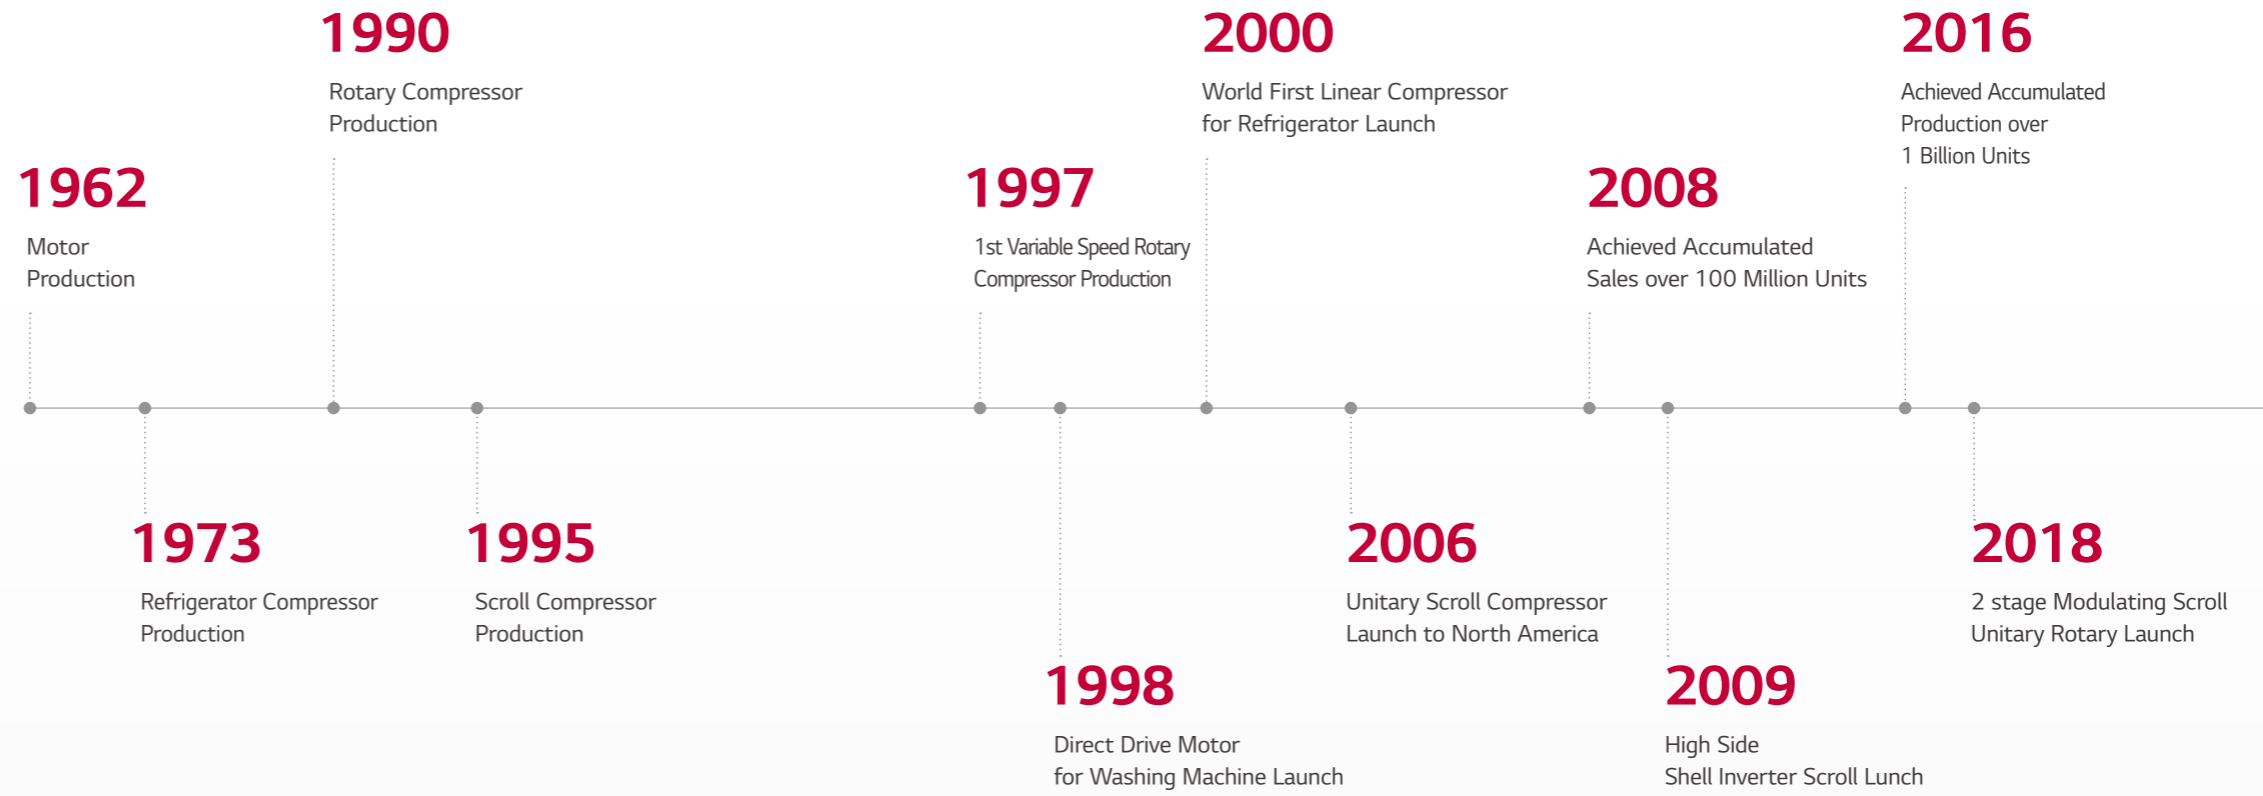 1962
Motor
Production
1973
Refrigerator Compressor
Production
1990
Rotary Compressor
Production
1995
Scroll Compressor
Production
1997
1st Variable Speed Rotary
Compressor Production
1998
Direct Drive Motor
for Washing Machine Launch
2000
World First Linear Compressor
for Refrigerator Launch
2006
Unitary Scroll Compressor
Launch to North America
2008
Achieved Accumulated
Sales over 100 Million Units
2009
High Side
Shell Inverter Scroll Lunch
2016
Achieved Accumulated
Production over
1 Billion Units
2018
2 stage Modulating Scroll
Unitary Rotary Launch